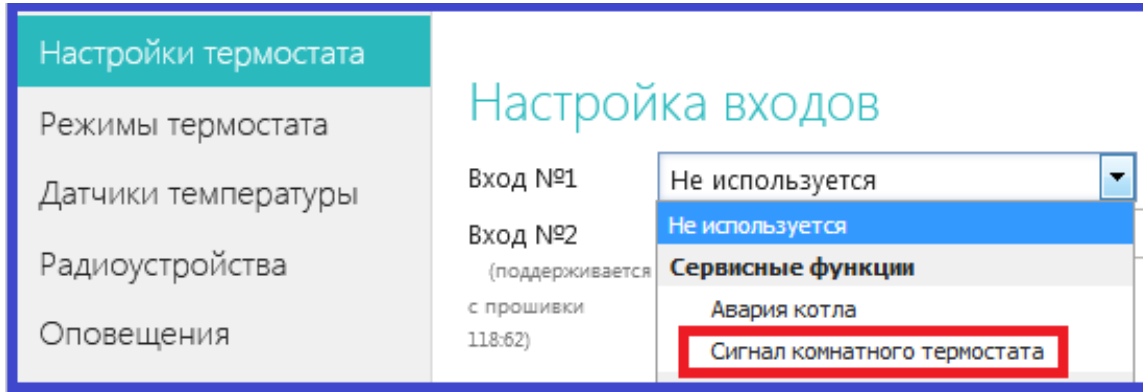 Настройки термостата
Режимы термостата
Датчики температуры
Радиоустройства
Оповещения
Настройка входов
Вход №1
Не используется
Вход №2
(поддерживается
с прошивки
118:62)
Не используется
Сервисные функции
Авария котла
Сигнал комнатного термостата